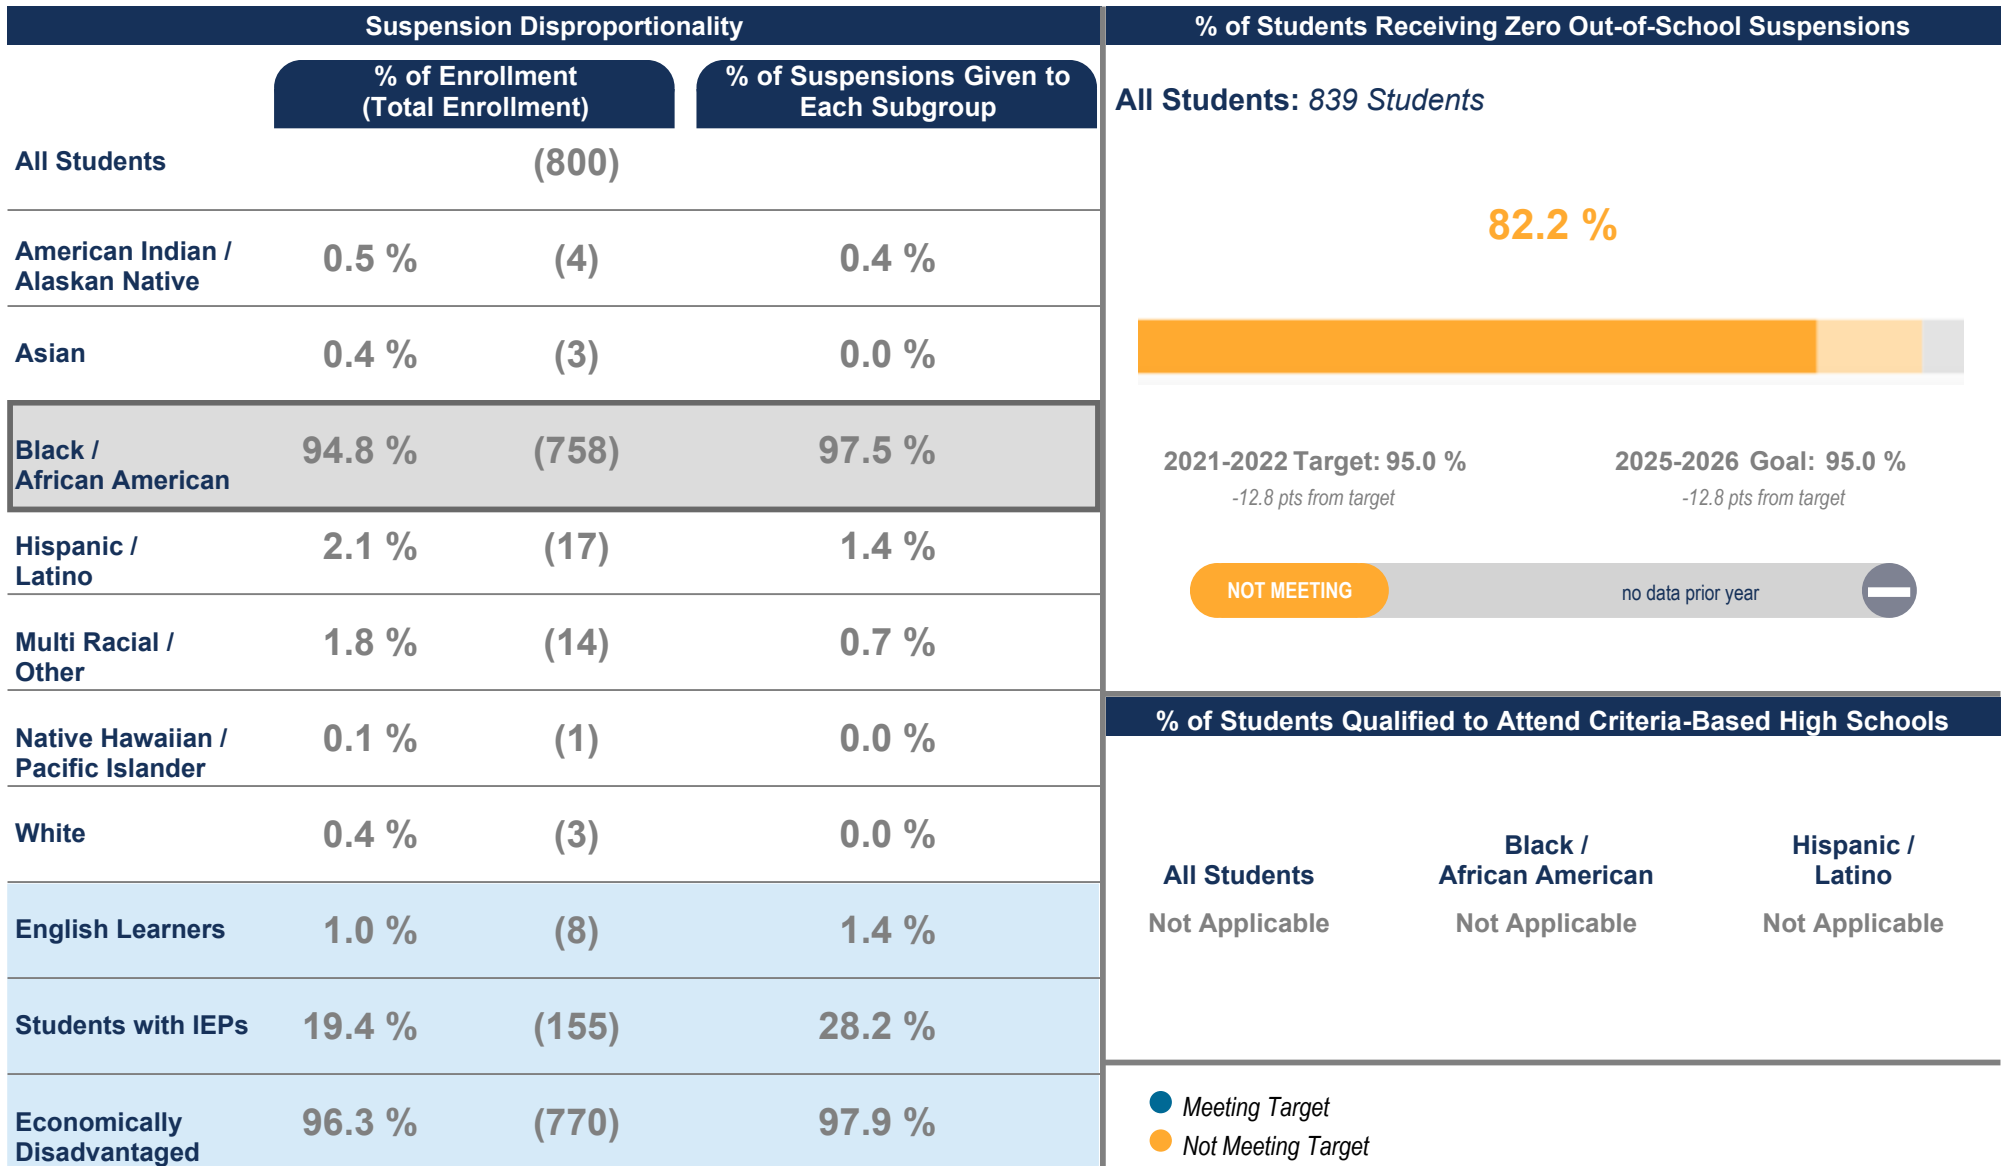 Suspension Disproportionality
% of Enrollment
(Total Enrollment)
% of Suspensions Given to
Each Subgroup
All Students (800)
American Indian /
Alaskan Native
0.5 % (4) 0.4 %
Asian 0.4 % (3) 0.0 %
Black /
African American
94.8 % (758) 97.5 %
Hispanic /
Latino
2.1 % (17) 1.4 %
Multi Racial /
Other
1.8 % (14) 0.7 %
Native Hawaiian /
Pacific Islander
0.1 % (1) 0.0 %
White 0.4 % (3) 0.0 %
English Learners 1.0 % (8) 1.4 %
Students with IEPs 19.4 % (155) 28.2 %
Economically
Disadvantaged
96.3 % (770) 97.9 %
% of Students Receiving Zero Out-of-School Suspensions
All Students: 839 Students
82.2 %
2021-2022 Target: 95.0 %
-12.8 pts from target
2025-2026 Goal: 95.0 %
-12.8 pts from target
NOT MEETING
no data prior year
% of Students Qualified to Attend Criteria-Based High Schools
All Students
Not Applicable
Black /
African American
Not Applicable
Hispanic /
Latino
Not Applicable
Meeting Target
Not Meeting Target